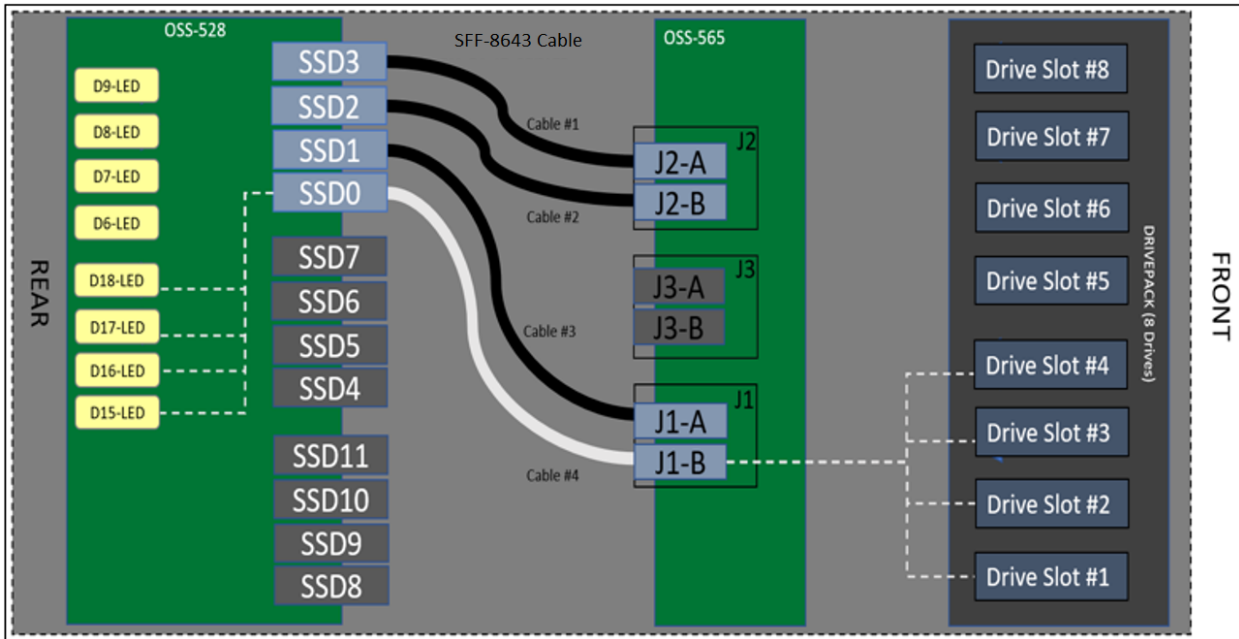 OSS-528
SFF-8643 Cable
OSS-565
REAR
D9-LED
D8-LED
D7-LED
D6-LED
D18-LED
D17-LED
D16-LED
D15-LED
SSD3
SSD2
SSD1
SSD0
SSD7
SSD6
SSD5
SSD4
SSD11
SSD10
SSD9
SSD8
Cable #1
Cable #2
Cable #3
Cable #4
J2
J2-A
J2-B
J3
J3-A
J3-B
J1
J1-A
J1-B
Drive Slot #8
Drive Slot #7
Drive Slot #6
Drive Slot #5
Drive Slot #4
Drive Slot #3
Drive Slot #2
Drive Slot #1
DRIVEPACK (8 Drives)
FRONT